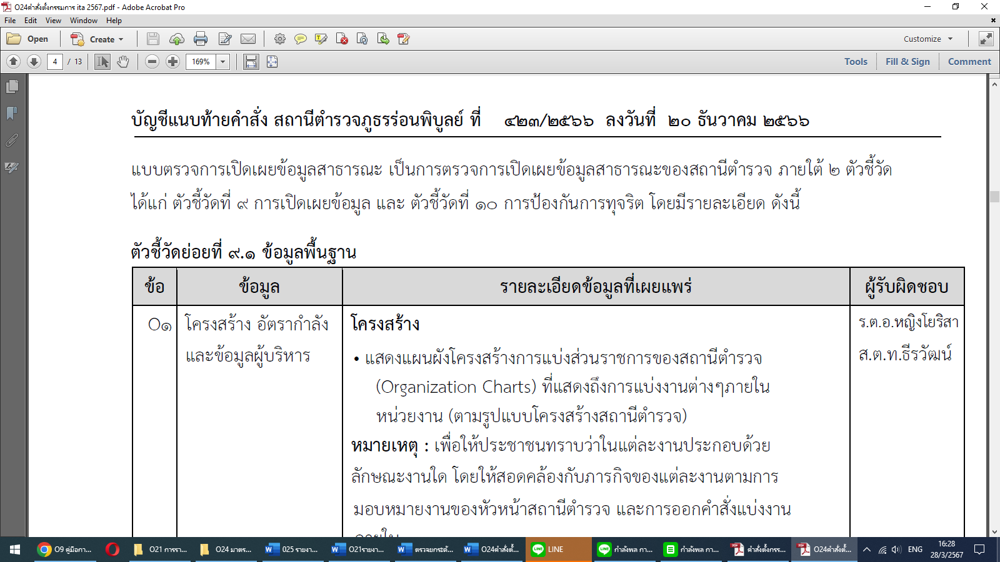 O24คำสั่งตั้งกรรมการ ita 2567.pdf - Adobe Acrobat Pro
File Edit View Window Help
Open Create Customize
4 / 13 169% Tools Fill & Sign Comment
บัญชีแนบท้ายคำสั่ง สถานีตำรวจภูธรร่อนพิบูลย์ ที่ ๔๒๓/๒๕๖๖ ลงวันที่ ๒๐ ธันวาคม ๒๕๖๖
แบบตรวจการเปิดเผยข้อมูลสาธารณะ เป็นการตรวจการเปิดเผยข้อมูลสาธารณะของสถานีตำรวจ ภายใต้ ๒ ตัวชี้วัด
ได้แก่ ตัวชี้วัดที่ ๙ การเปิดเผยข้อมูล และ ตัวชี้วัดที่ ๑๐ การป้องกันการทุจริต โดยมีรายละเอียด ดังนี้
ตัวชี้วัดย่อยที่ ๙.๑ ข้อมูลพื้นฐาน
ข้อ ข้อมูล รายละเอียดข้อมูลที่เผยแพร่ ผู้รับผิดชอบ
O๑ โครงสร้าง อัตรากำลัง โครงสร้าง ร.ต.อ.หญิงโยริสา
และข้อมูลผู้บริหาร • แสดงแผนผังโครงสร้างการแบ่งส่วนราชการของสถานีตำรวจ ส.ต.ท.ธีรวัฒน์
(Organization Charts) ที่แสดงถึงการแบ่งงานต่างๆภายใน
หน่วยงาน (ตามรูปแบบโครงสร้างสถานีตำรวจ)
หมายเหตุ : เพื่อให้ประชาชนทราบว่าในแต่ละงานประกอบด้วย
ลักษณะงานใด โดยให้สอดคล้องกับภารกิจของแต่ละงานตามการ
มอบหมายงานของหัวหน้าสถานีตำรวจ และการออกคำสั่งแบ่งงาน
ภายใน
O9 คู่มือกา... O21 การรา... O24 มาตร... 025 รายงา... O21รายงา... ตรวจยกระดั... O24คำสั่งตั้... LINE กำลังพล กา... กำลังพล กา... คำสั่งตั้งกรร... O24คำสั่งตั้... ENG 16:28
28/3/2567